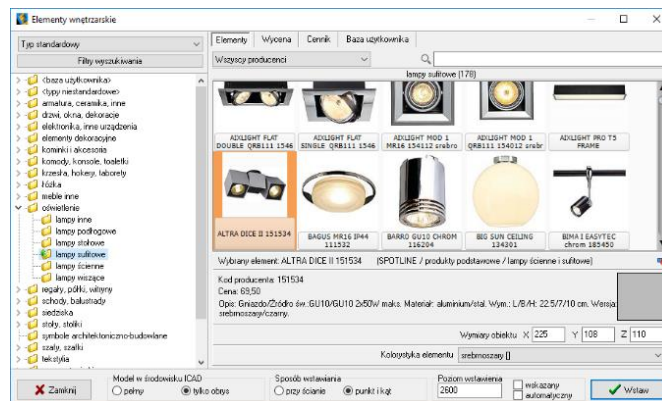 Elementy wnętrzarskie
Typ standardowy
Filtry wyszukiwania
<baza użytkownika>
<typy niestandardowe>
armatura, ceramika, inne
drzwi, okna, dekoracje
elektronika, inne urządzenia
elementy dekoracyjne
kominki i akcesoria
komody, konsole, toaletki
krzesła, hokery, taborety
łóżka
meble inne
oświetlenie
lampy inne
lampy podłogowe
lampy stołowe
lampy sufitowe
lampy ścienne
lampy wiszące
regały, półki, witryny
schody, balustrady
siedziska
stoły, stoliki
symbole architektoniczno-budowlane
szafy, szafki
tekstylia
Elementy Wycena Cennik Baza użytkownika
Wszyscy producenci
lampy sufitowe (178)
AIXLIGHT FLAT DOUBLE QRB111 1546
AIXLIGHT FLAT SINGLE QRB111 1546
AIXLIGHT MOD 1 MR16 154112 srebro
AIXLIGHT MOD 1 QRB111 154012 srebr
AIXLIGHT PRO T5 FRAME
ALTRA DICE II 151534
BAGUS MR16 IP44 111532
BARRO GU10 CHROM 116204
BIG SUN CEILING 134301
BIMA I EASYTEC chrom 185450
Wybrany element: ALTRA DICE II 151534 (SPOTLINE / produkty podstawowe / lampy ścienne i sufitowe)
Kod producenta: 151534
Cena: 69,50
Opis: Gniazdo/Źródło św.:GU10/GU10 2x50W maks. Materiał: aluminium/stal. Wym.: L/B/H: 22.5/7/10 cm. Wersja:
srebrnoszary/czarny.
Wymiary obiektu X 225 Y 108 Z 110
Kolorystyka elementu srebrnoszary []
Zamknij
Model w środowisku ICAD
pełny tylko obrys
Sposób wstawiania
przy ścianie punkt i kąt
Poziom wstawienia
2600
wskazany
automatyczny
Wstaw